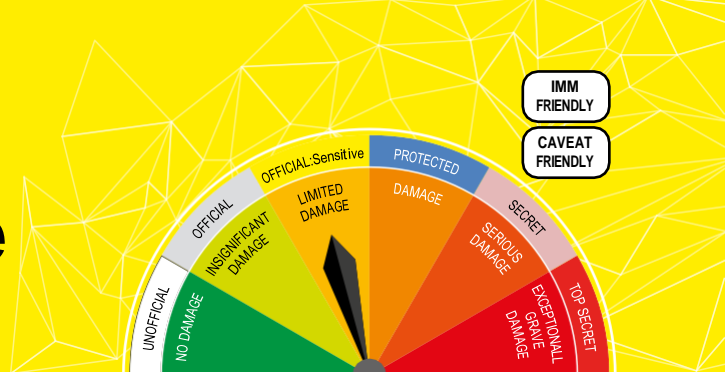 IMM
FRIENDLY
CAVEAT
FRIENDLY
UNOFFICIAL
OFFICIAL
OFFICIAL:Sensitive
PROTECTED
SECRET
TOP SECRET
NO DAMAGE
INSIGNIFICANT
DAMAGE
LIMITED
DAMAGE
DAMAGE
SERIOUS
DAMAGE
EXCEPTIONALL
GRAVE
DAMAGE